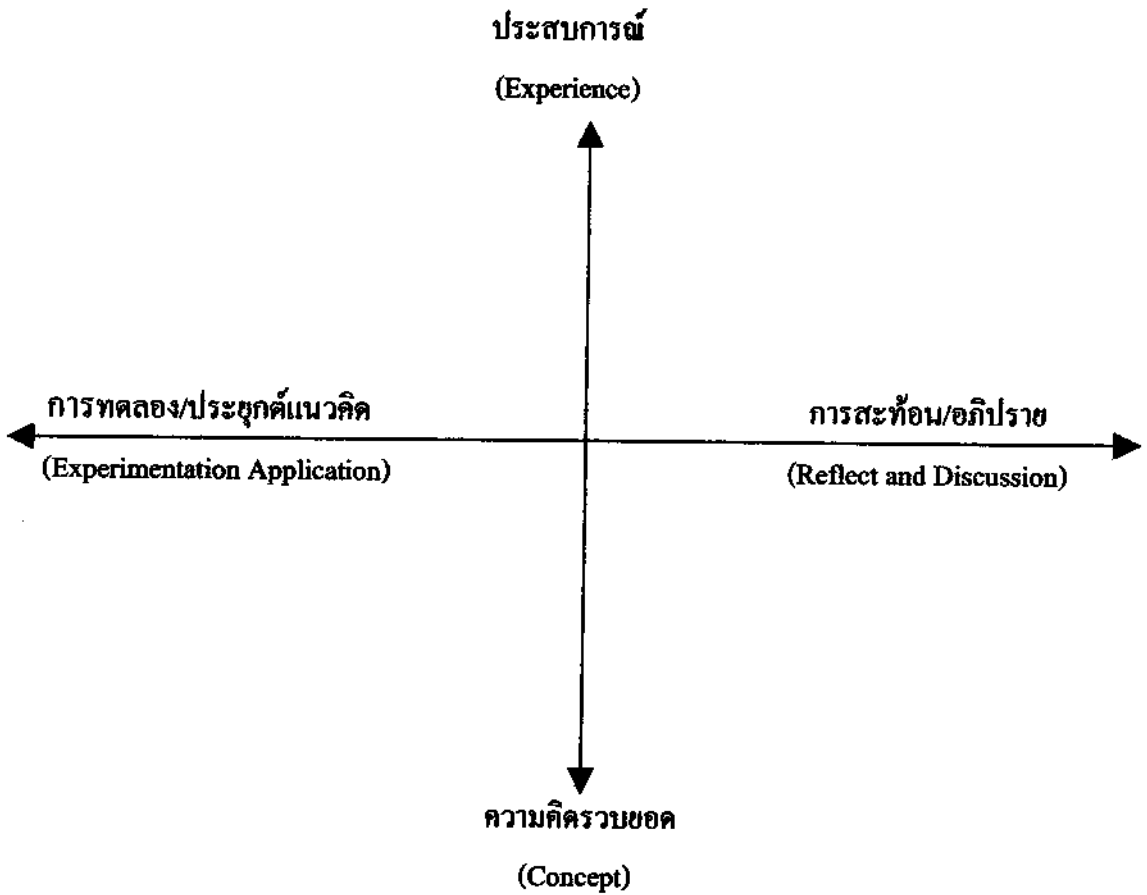 ประสบการณ์
(Experience)
การทดลอง/ประยุกต์แนวคิด
(Experimentation Application)
การสะท้อน/อภิปราย
(Reflect and Discussion)
ความคิดรวบยอด
(Concept)